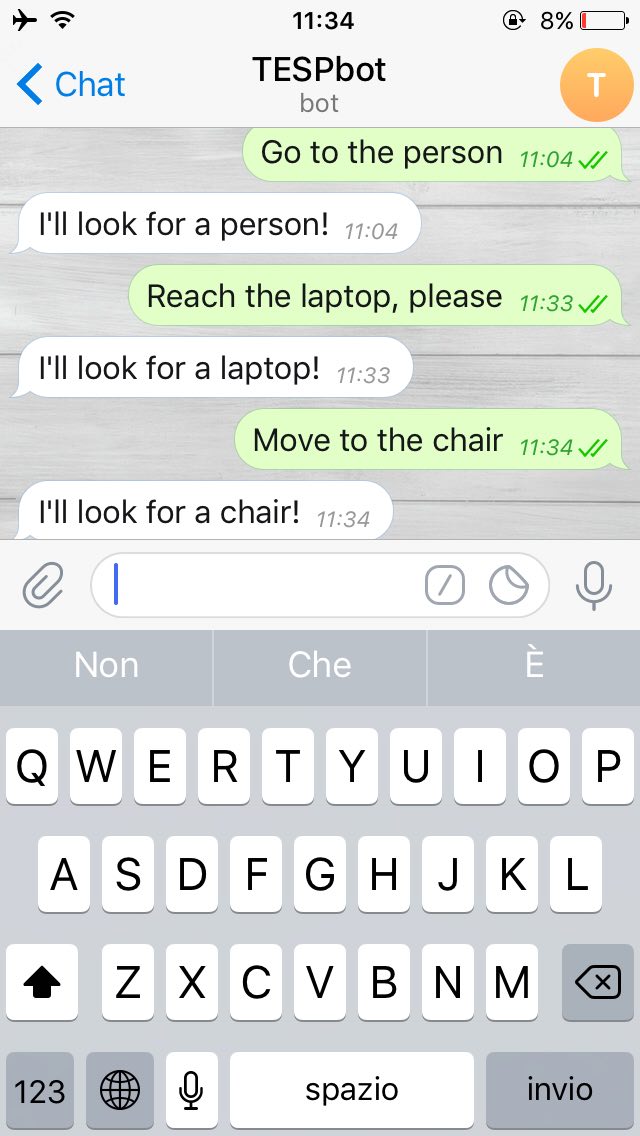 11:34 8%
Chat TESPbot T
bot
Go to the person 11:04
I'll look for a person! 11:04
Reach the laptop, please 11:33
I'll look for a laptop! 11:33
Move to the chair 11:34
I'll look for a chair! 11:34
Non Che È
Q W E R T Y U I O P
A S D F G H J K L
Z X C V B N M
123 spazio invio